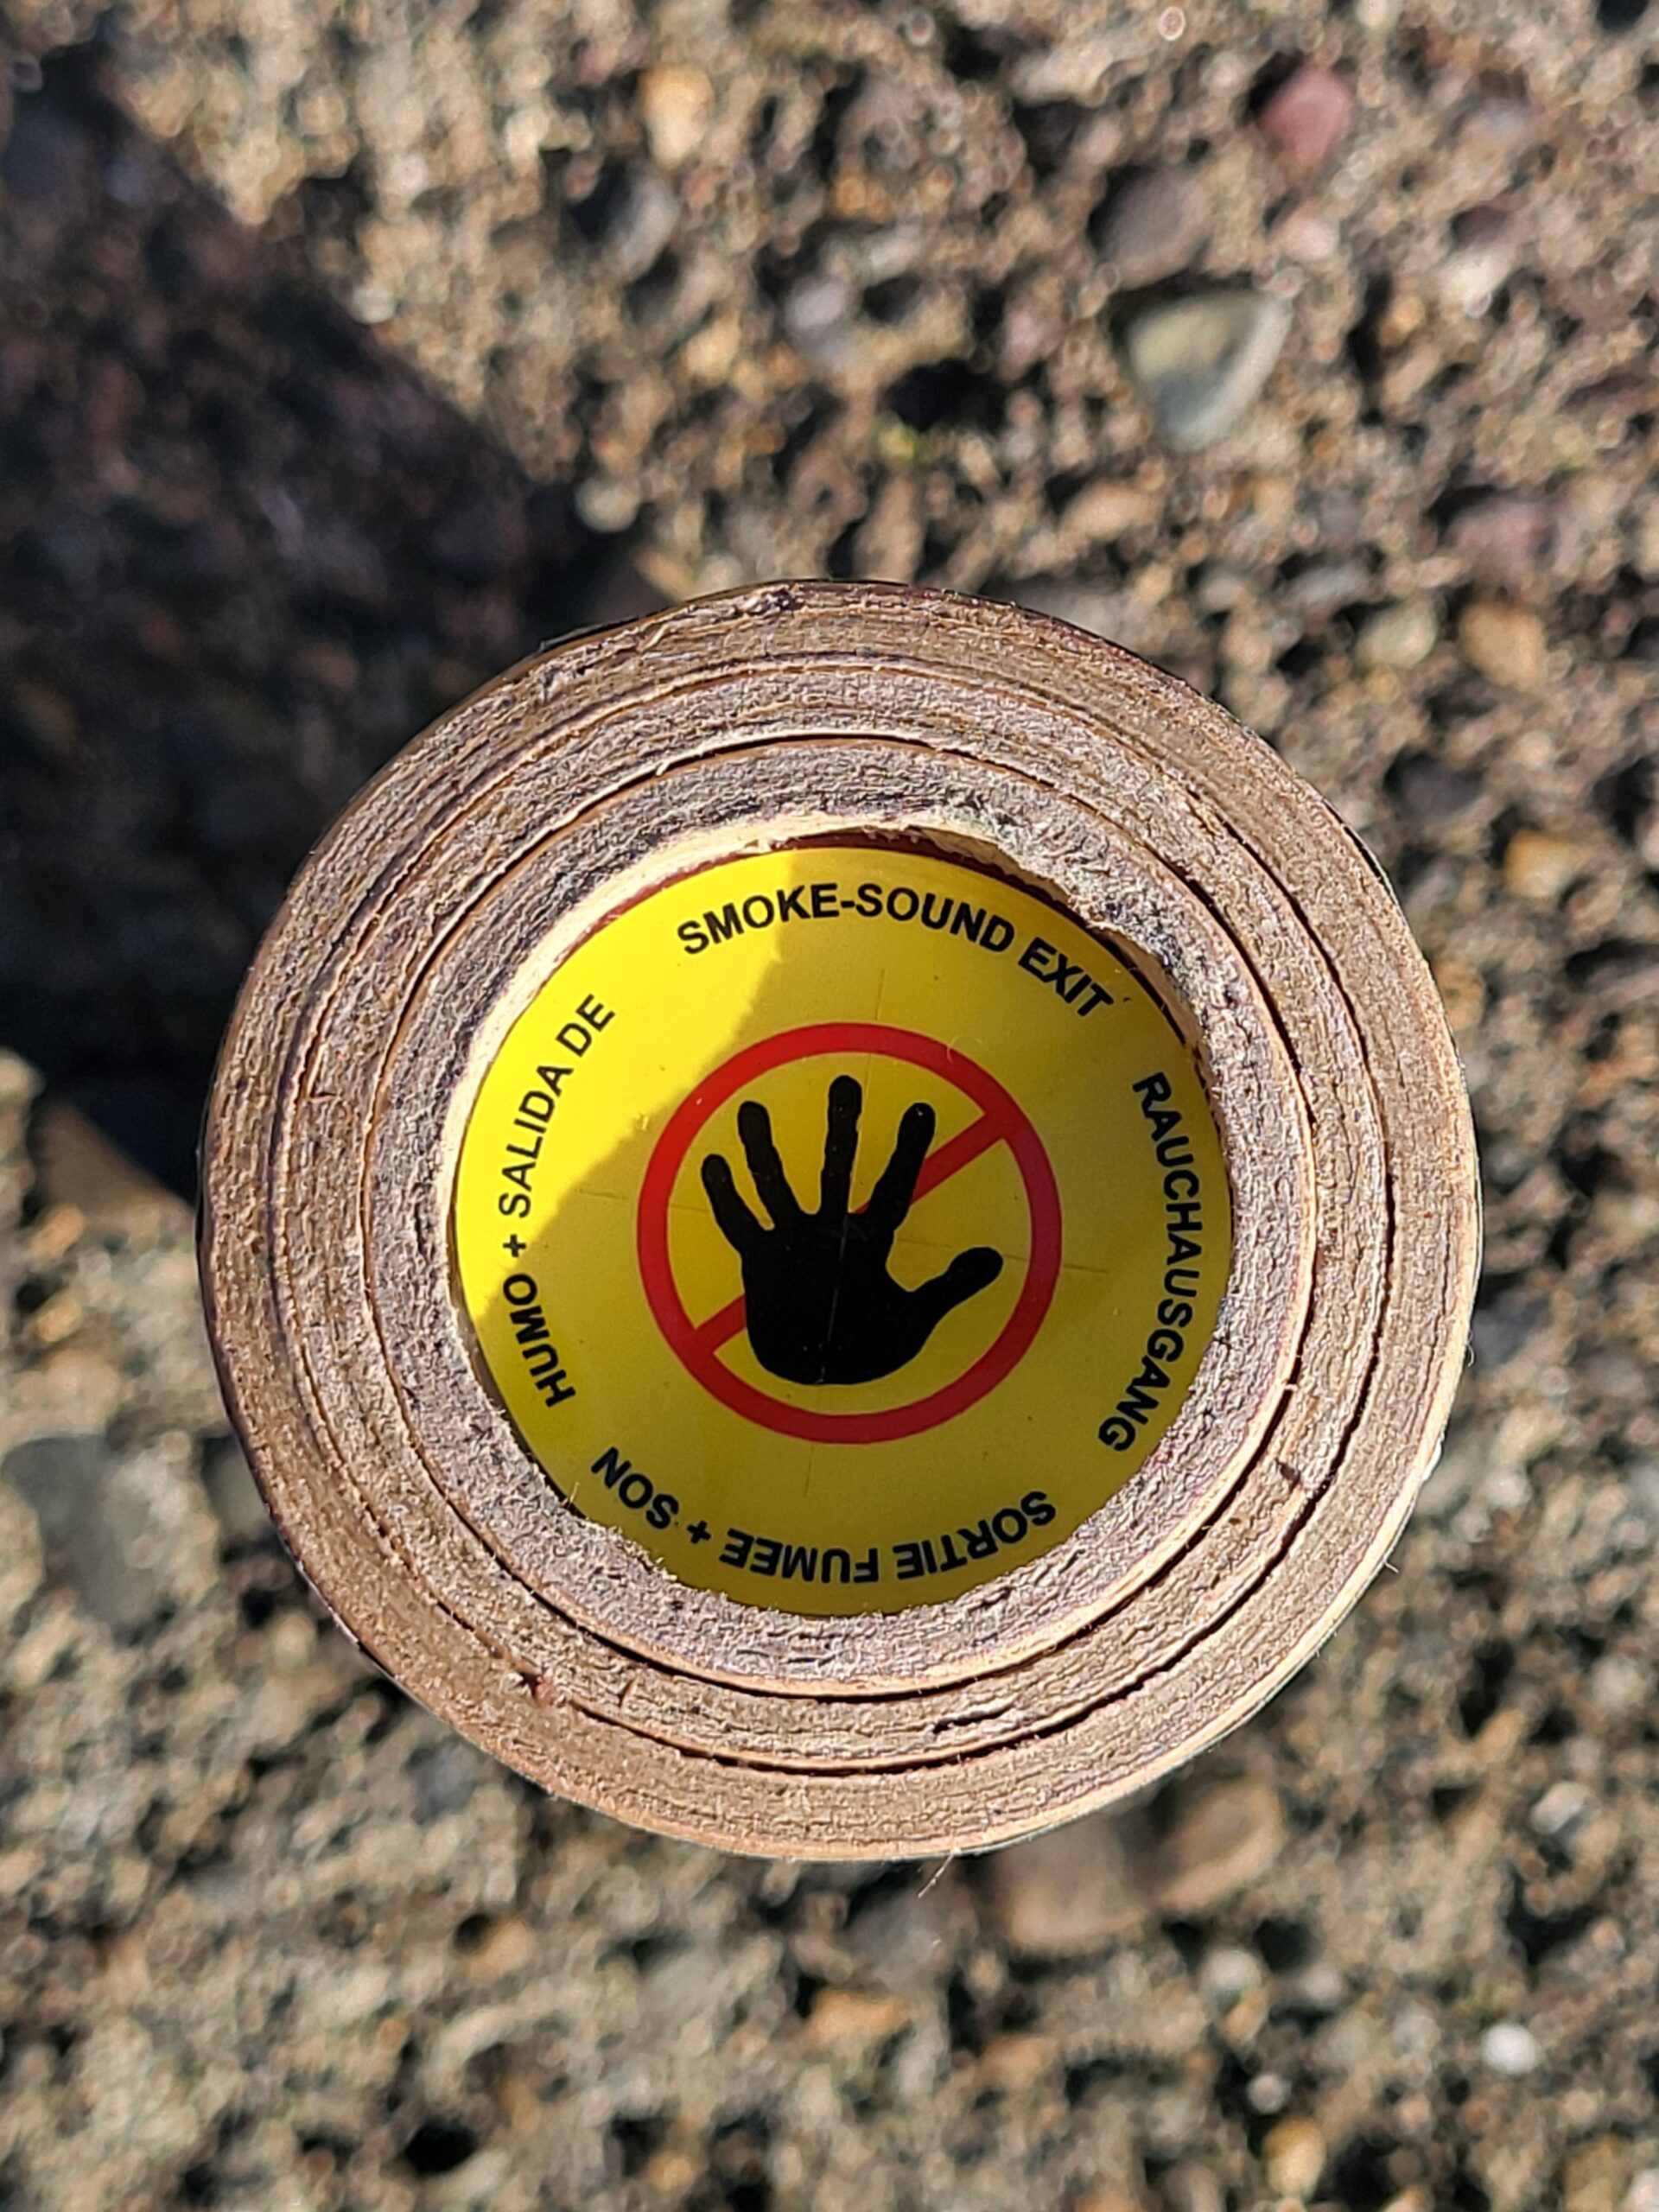 SMOKE-SOUND EXIT
RAUCHAUSGANG
SORTIE FUMEE + SON
HUMO + SALIDA DE